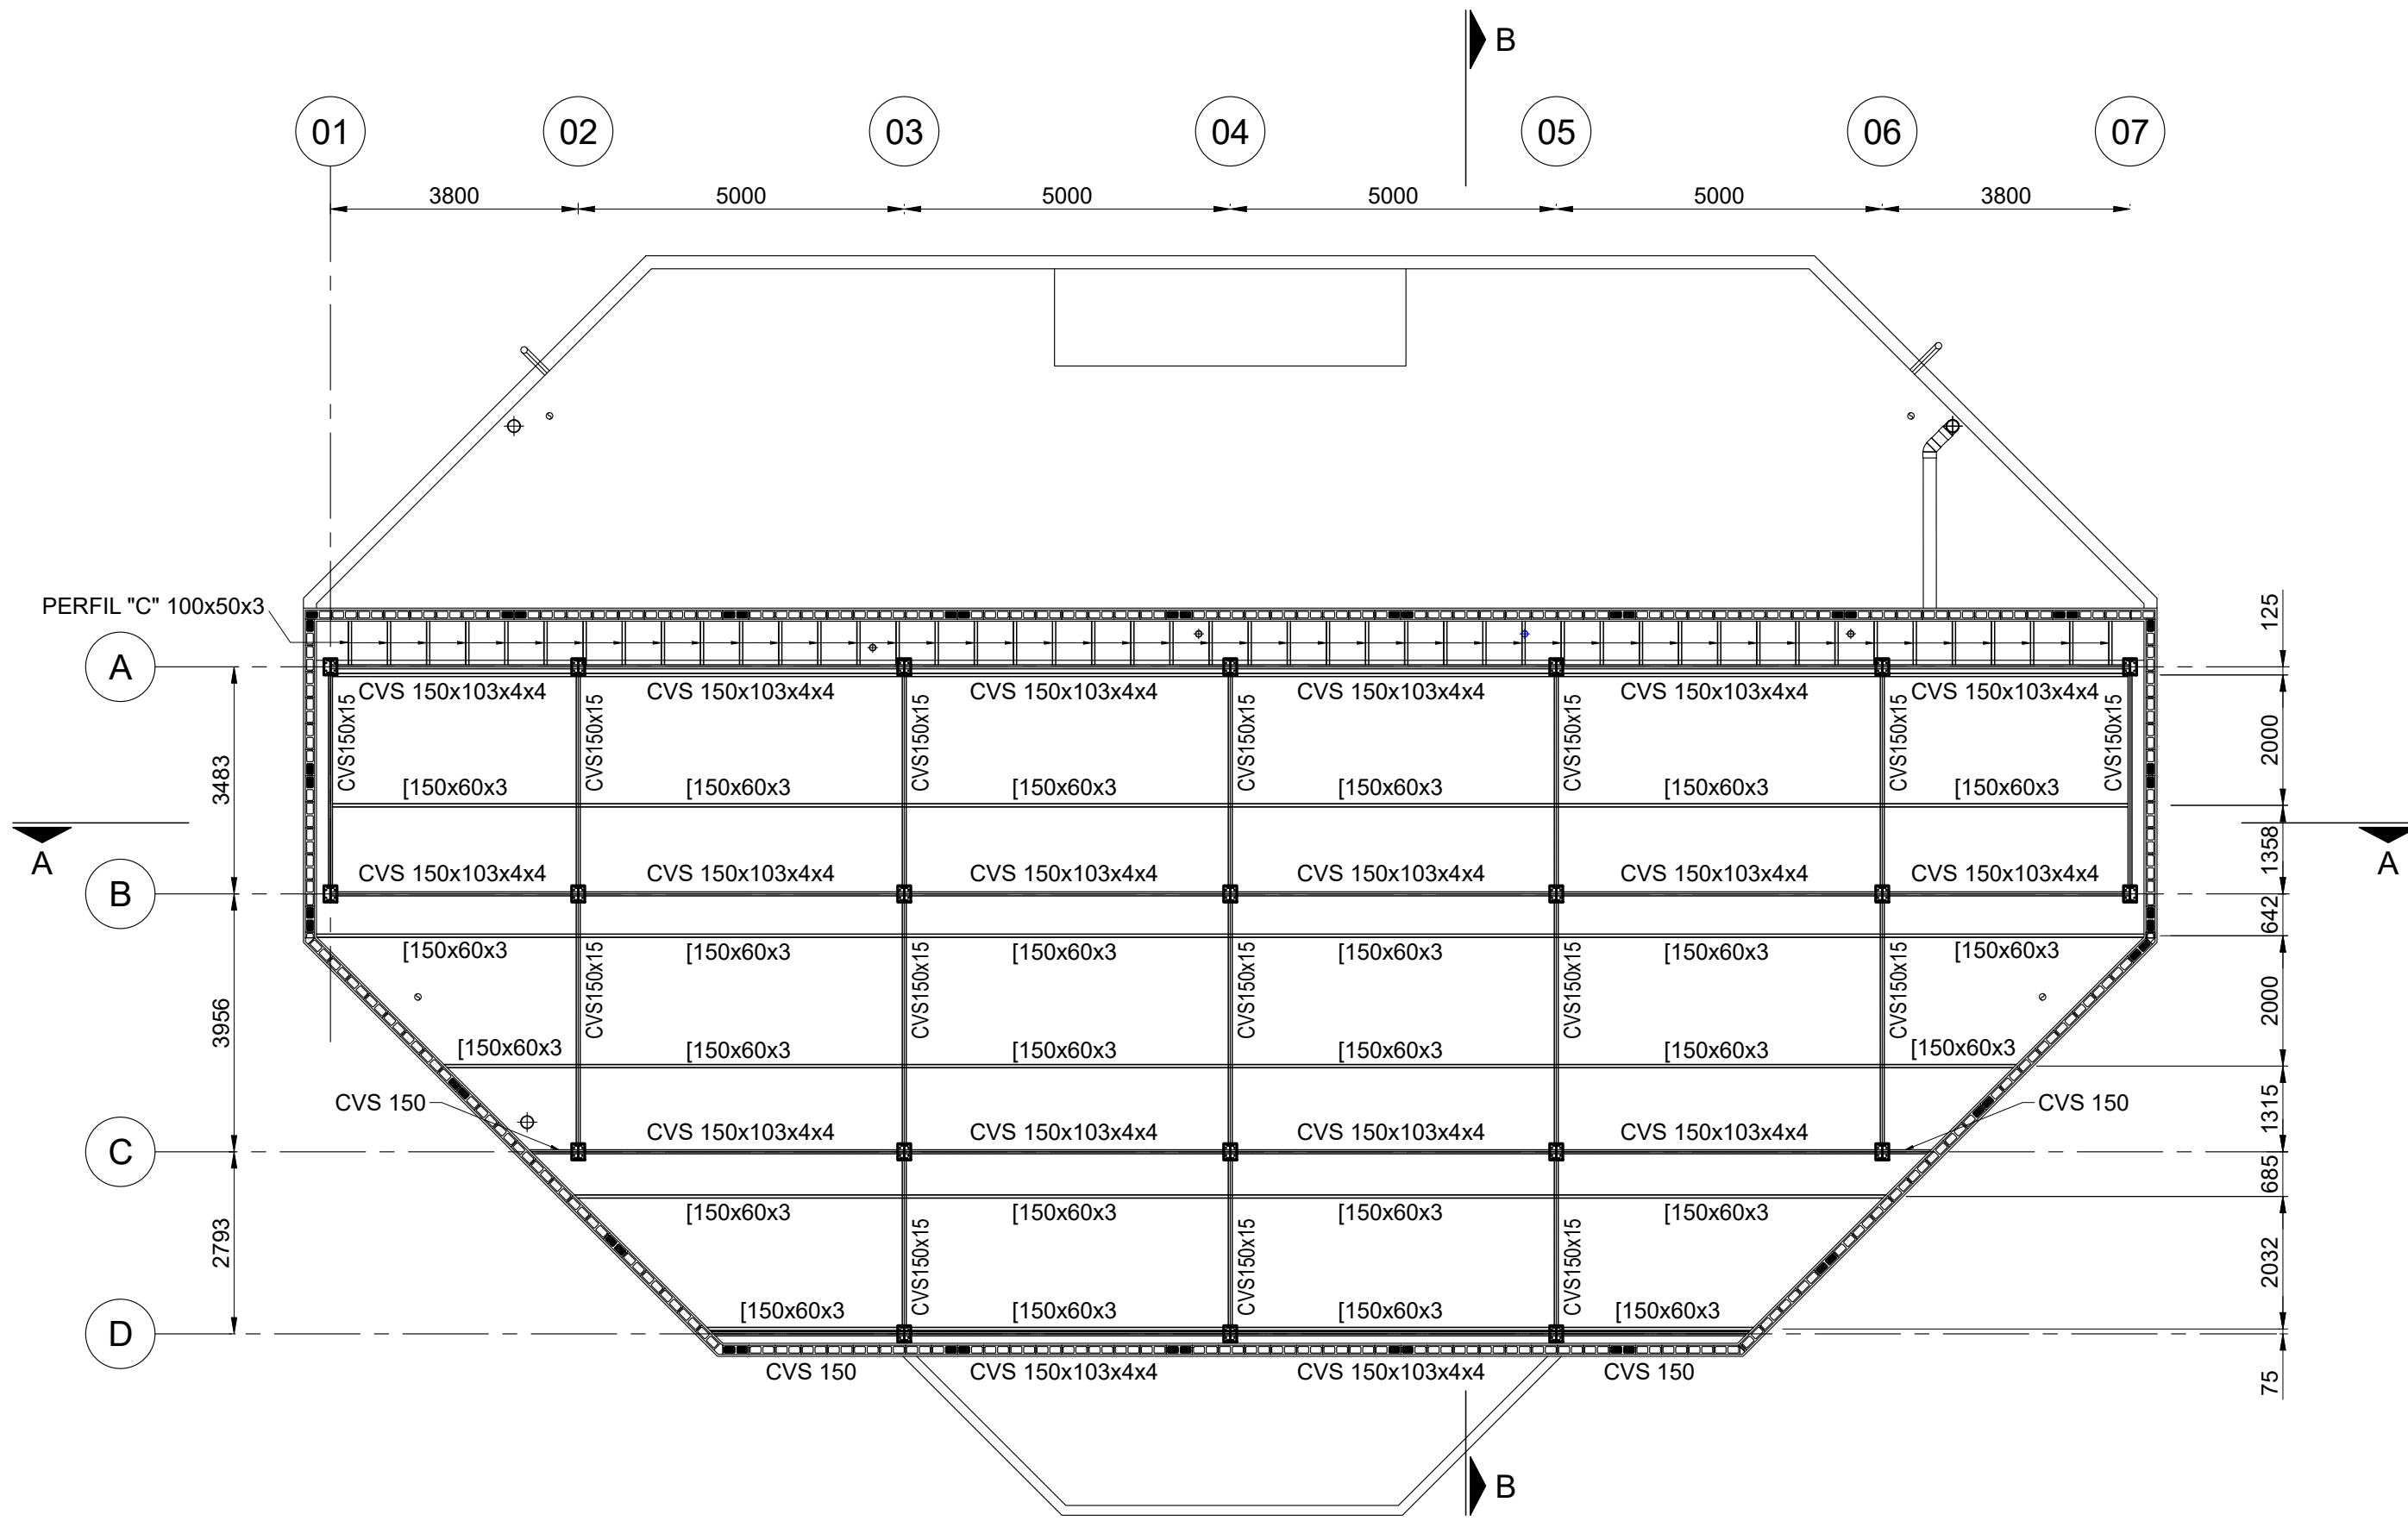 B
01 02 03 04 05 06 07
3800 5000 5000 5000 5000 3800
PERFIL "C" 100x50x3
125
A
CVS 150x103x4x4 CVS 150x103x4x4 CVS 150x103x4x4 CVS 150x103x4x4 CVS 150x103x4x4 CVS 150x103x4x4
CVS150x15 CVS150x15 CVS150x15 CVS150x15 CVS150x15 CVS150x15 CVS150x15
3483
2000
[150x60x3 [150x60x3 [150x60x3 [150x60x3 [150x60x3 [150x60x3
A
A
1358
B
CVS 150x103x4x4 CVS 150x103x4x4 CVS 150x103x4x4 CVS 150x103x4x4 CVS 150x103x4x4 CVS 150x103x4x4
642
[150x60x3 [150x60x3 [150x60x3 [150x60x3 [150x60x3 [150x60x3
CVS150x15 CVS150x15 CVS150x15 CVS150x15 CVS150x15
3956
2000
[150x60x3 [150x60x3 [150x60x3 [150x60x3 [150x60x3 [150x60x3
CVS 150
CVS 150
1315
C
CVS 150x103x4x4 CVS 150x103x4x4 CVS 150x103x4x4 CVS 150x103x4x4
685
[150x60x3 [150x60x3 [150x60x3 [150x60x3
2793
CVS150x15 CVS150x15 CVS150x15
2032
[150x60x3 [150x60x3 [150x60x3 [150x60x3
D
CVS 150 CVS 150x103x4x4 CVS 150x103x4x4 CVS 150
75
B